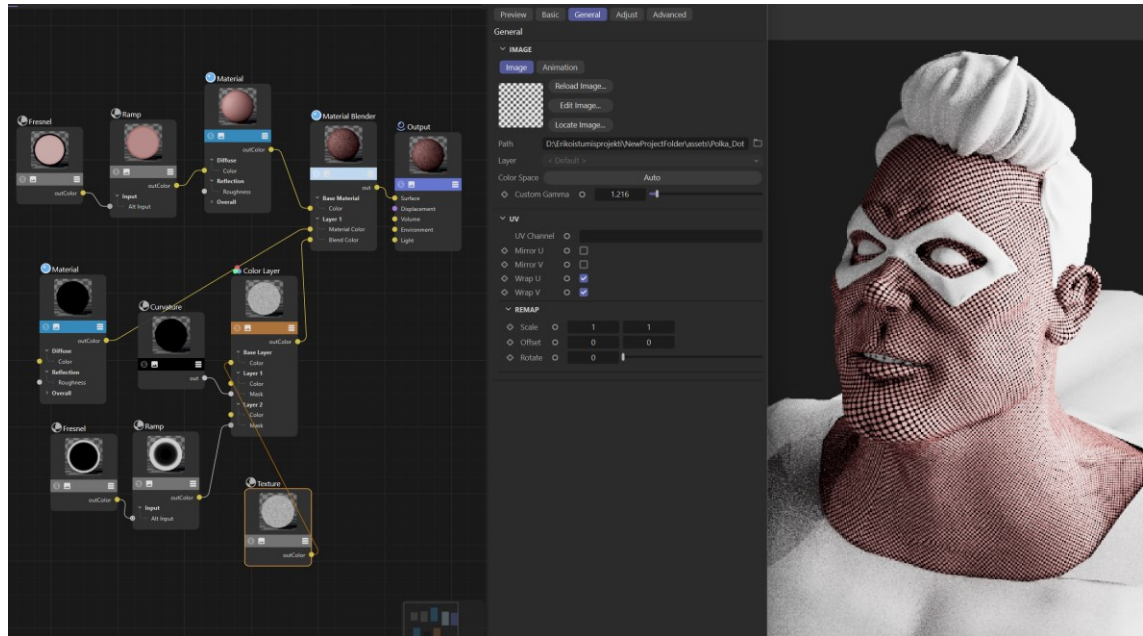 Preview Basic General Adjust Advanced
General
IMAGE
Image Animation
Reload Image...
Edit Image...
Locate Image...
Path D:\Erikoistumisprojekti\NewProjectFolder\assets\Polka_Dot
Layer < Default >
Color Space Auto
Custom Gamma 1.216
UV
UV Channel
Mirror U
Mirror V
Wrap U
Wrap V
REMAP
Scale 1 1
Offset 0 0
Rotate 0
Fresnel
outColor
Ramp
outColor
Input
Alt Input
Material
outColor
Diffuse
Color
Reflection
Roughness
Overall
Material Blender
out
Base Material
Color
Layer 1
Material Color
Blend Color
Output
Surface
Displacement
Volume
Environment
Light
Material
outColor
Diffuse
Color
Reflection
Roughness
Overall
Curvature
out
Color Layer
outColor
Base Layer
Color
Layer 1
Color
Mask
Layer 2
Color
Mask
Fresnel
outColor
Ramp
outColor
Input
Alt Input
Texture
outColor